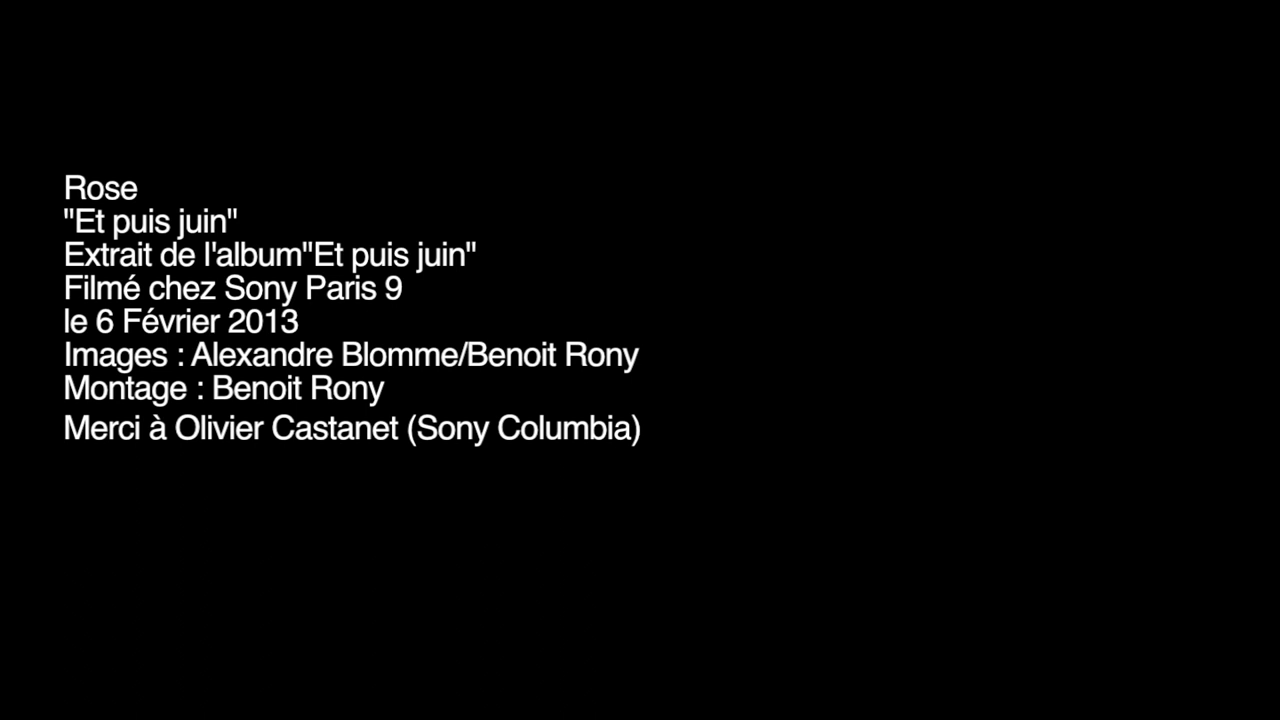 Rose
"Et puis juin"
Extrait de l'album"Et puis juin"
Filmé chez Sony Paris 9
le 6 Février 2013
Images : Alexandre Blomme/Benoit Rony
Montage : Benoit Rony
Merci à Olivier Castanet (Sony Columbia)